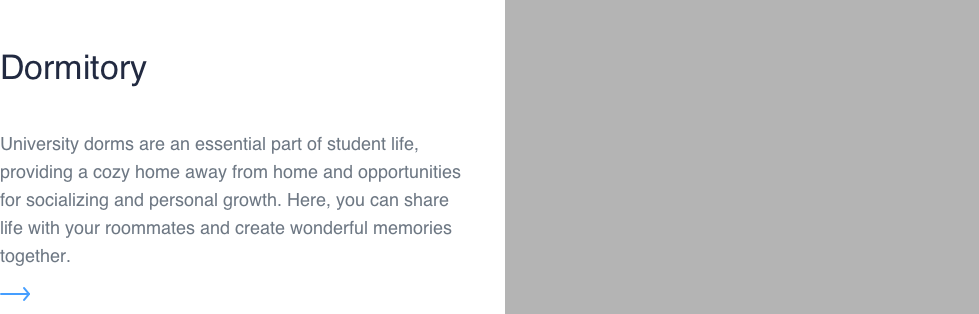 Dormitory
University dorms are an essential part of student life,
providing a cozy home away from home and opportunities
for socializing and personal growth. Here, you can share
life with your roommates and create wonderful memories
together.